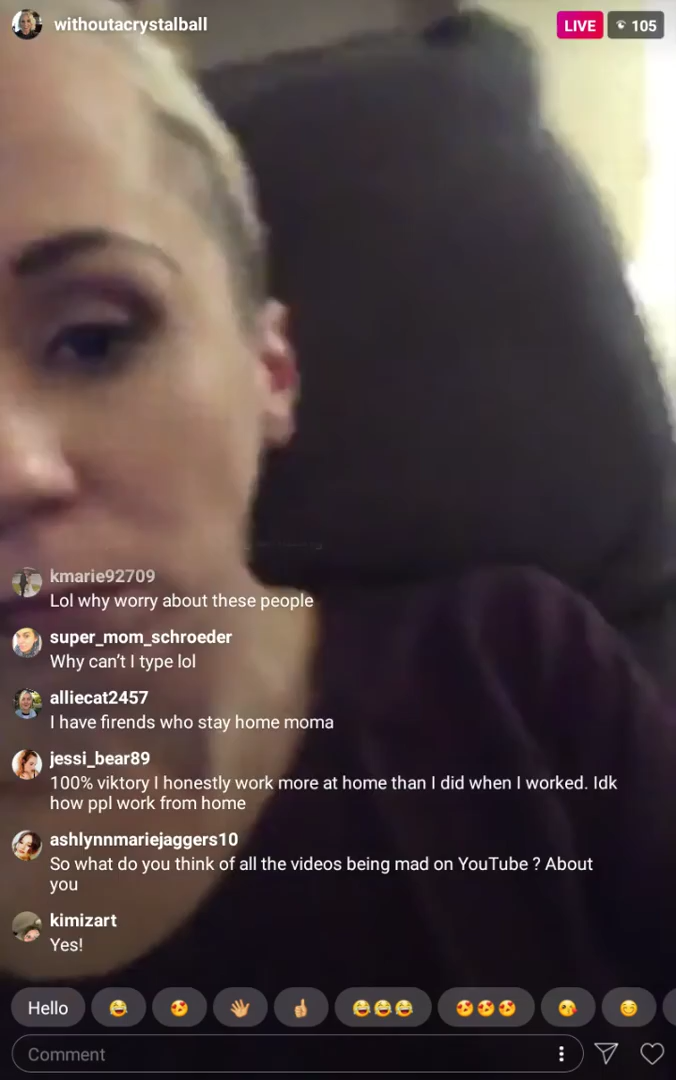 withoutacrystalball
LIVE
105
kmarie92709
Lol why worry about these people
super_mom_schroeder
Why can't I type lol
alliecat2457
I have firends who stay home moma
jessi_bear89
100% viktory I honestly work more at home than I did when I worked. Idk
how ppl work from home
ashlynnmariejaggers10
So what do you think of all the videos being mad on YouTube ? About
you
kimizart
Yes!
Hello
Comment